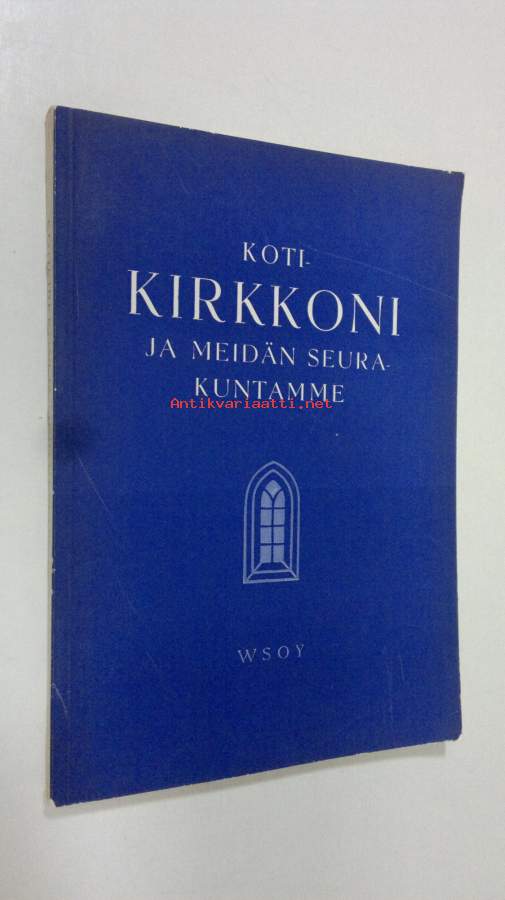 KOTI-
KIRKKONI
JA MEIDÄN SEURA-
KUNTAMME
Antikvariaatti.net
WSOY